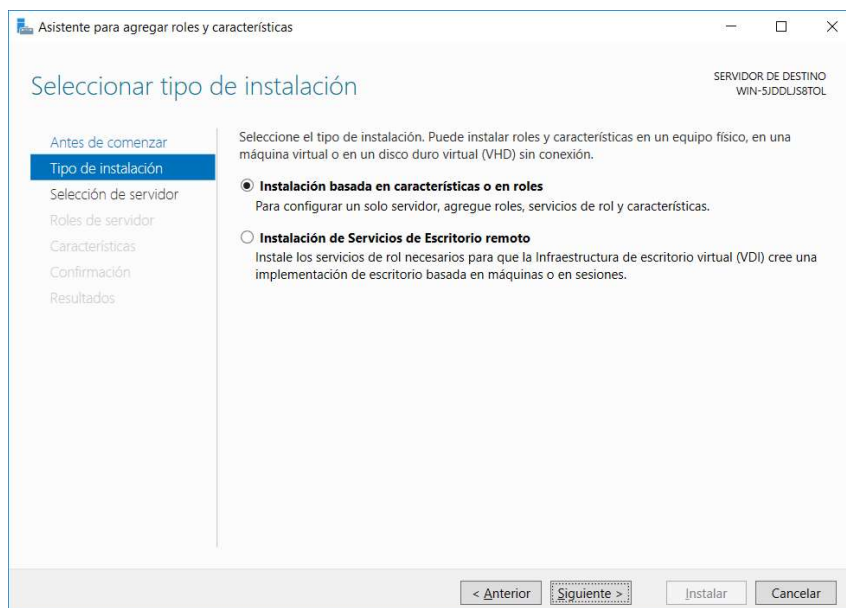 Asistente para agregar roles y características
Seleccionar tipo de instalación
SERVIDOR DE DESTINO
WIN-5JDDLJS8TOL
Antes de comenzar
Tipo de instalación
Selección de servidor
Roles de servidor
Características
Confirmación
Resultados
Seleccione el tipo de instalación. Puede instalar roles y características en un equipo físico, en una
máquina virtual o en un disco duro virtual (VHD) sin conexión.
Instalación basada en características o en roles
Para configurar un solo servidor, agregue roles, servicios de rol y características.
Instalación de Servicios de Escritorio remoto
Instale los servicios de rol necesarios para que la Infraestructura de escritorio virtual (VDI) cree una
implementación de escritorio basada en máquinas o en sesiones.
< Anterior
Siguiente >
Instalar
Cancelar